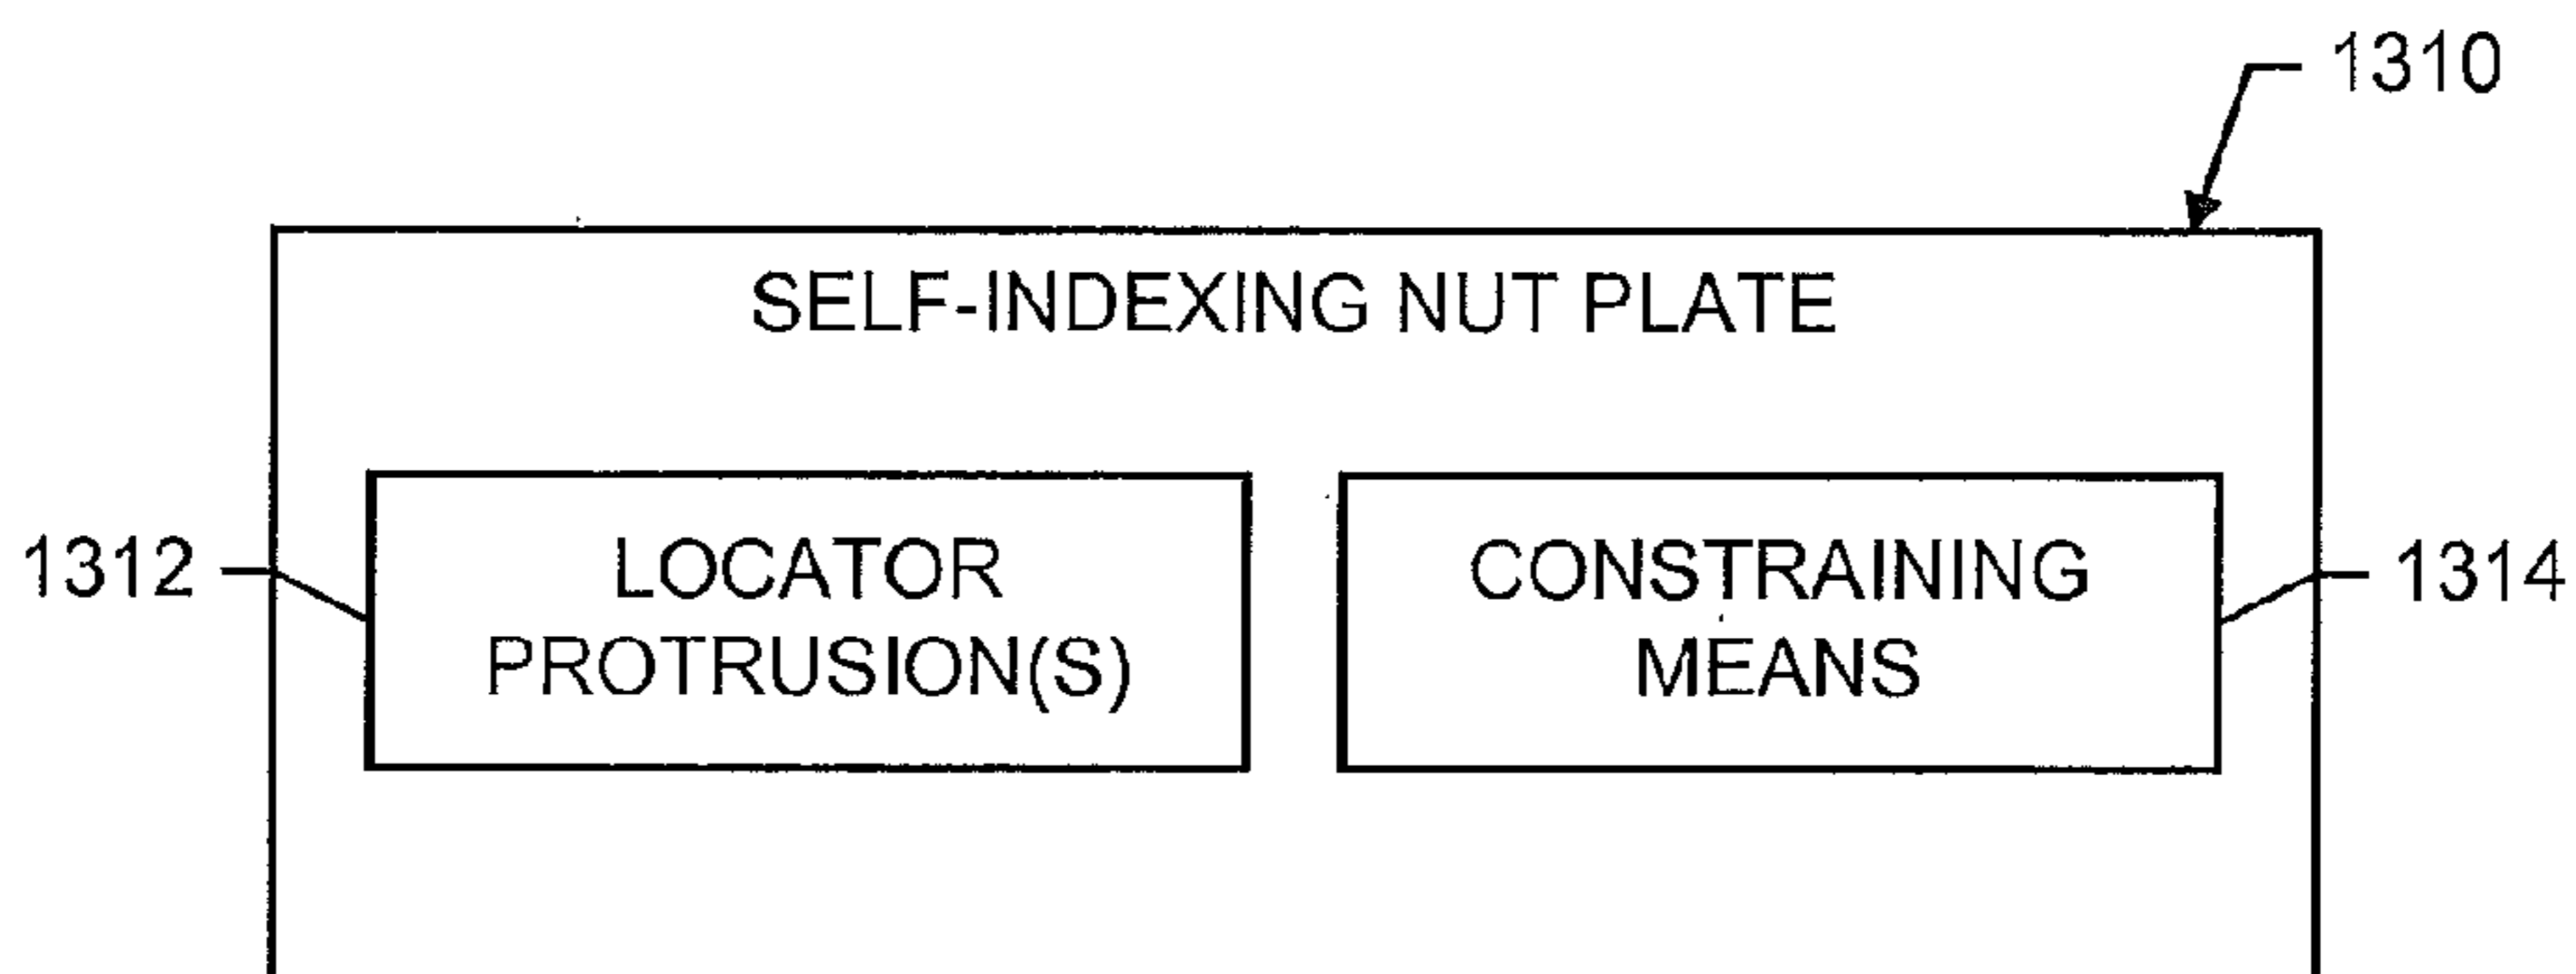 1310
SELF-INDEXING NUT PLATE
1312
LOCATOR
PROTRUSION(S)
CONSTRAINING
MEANS
1314